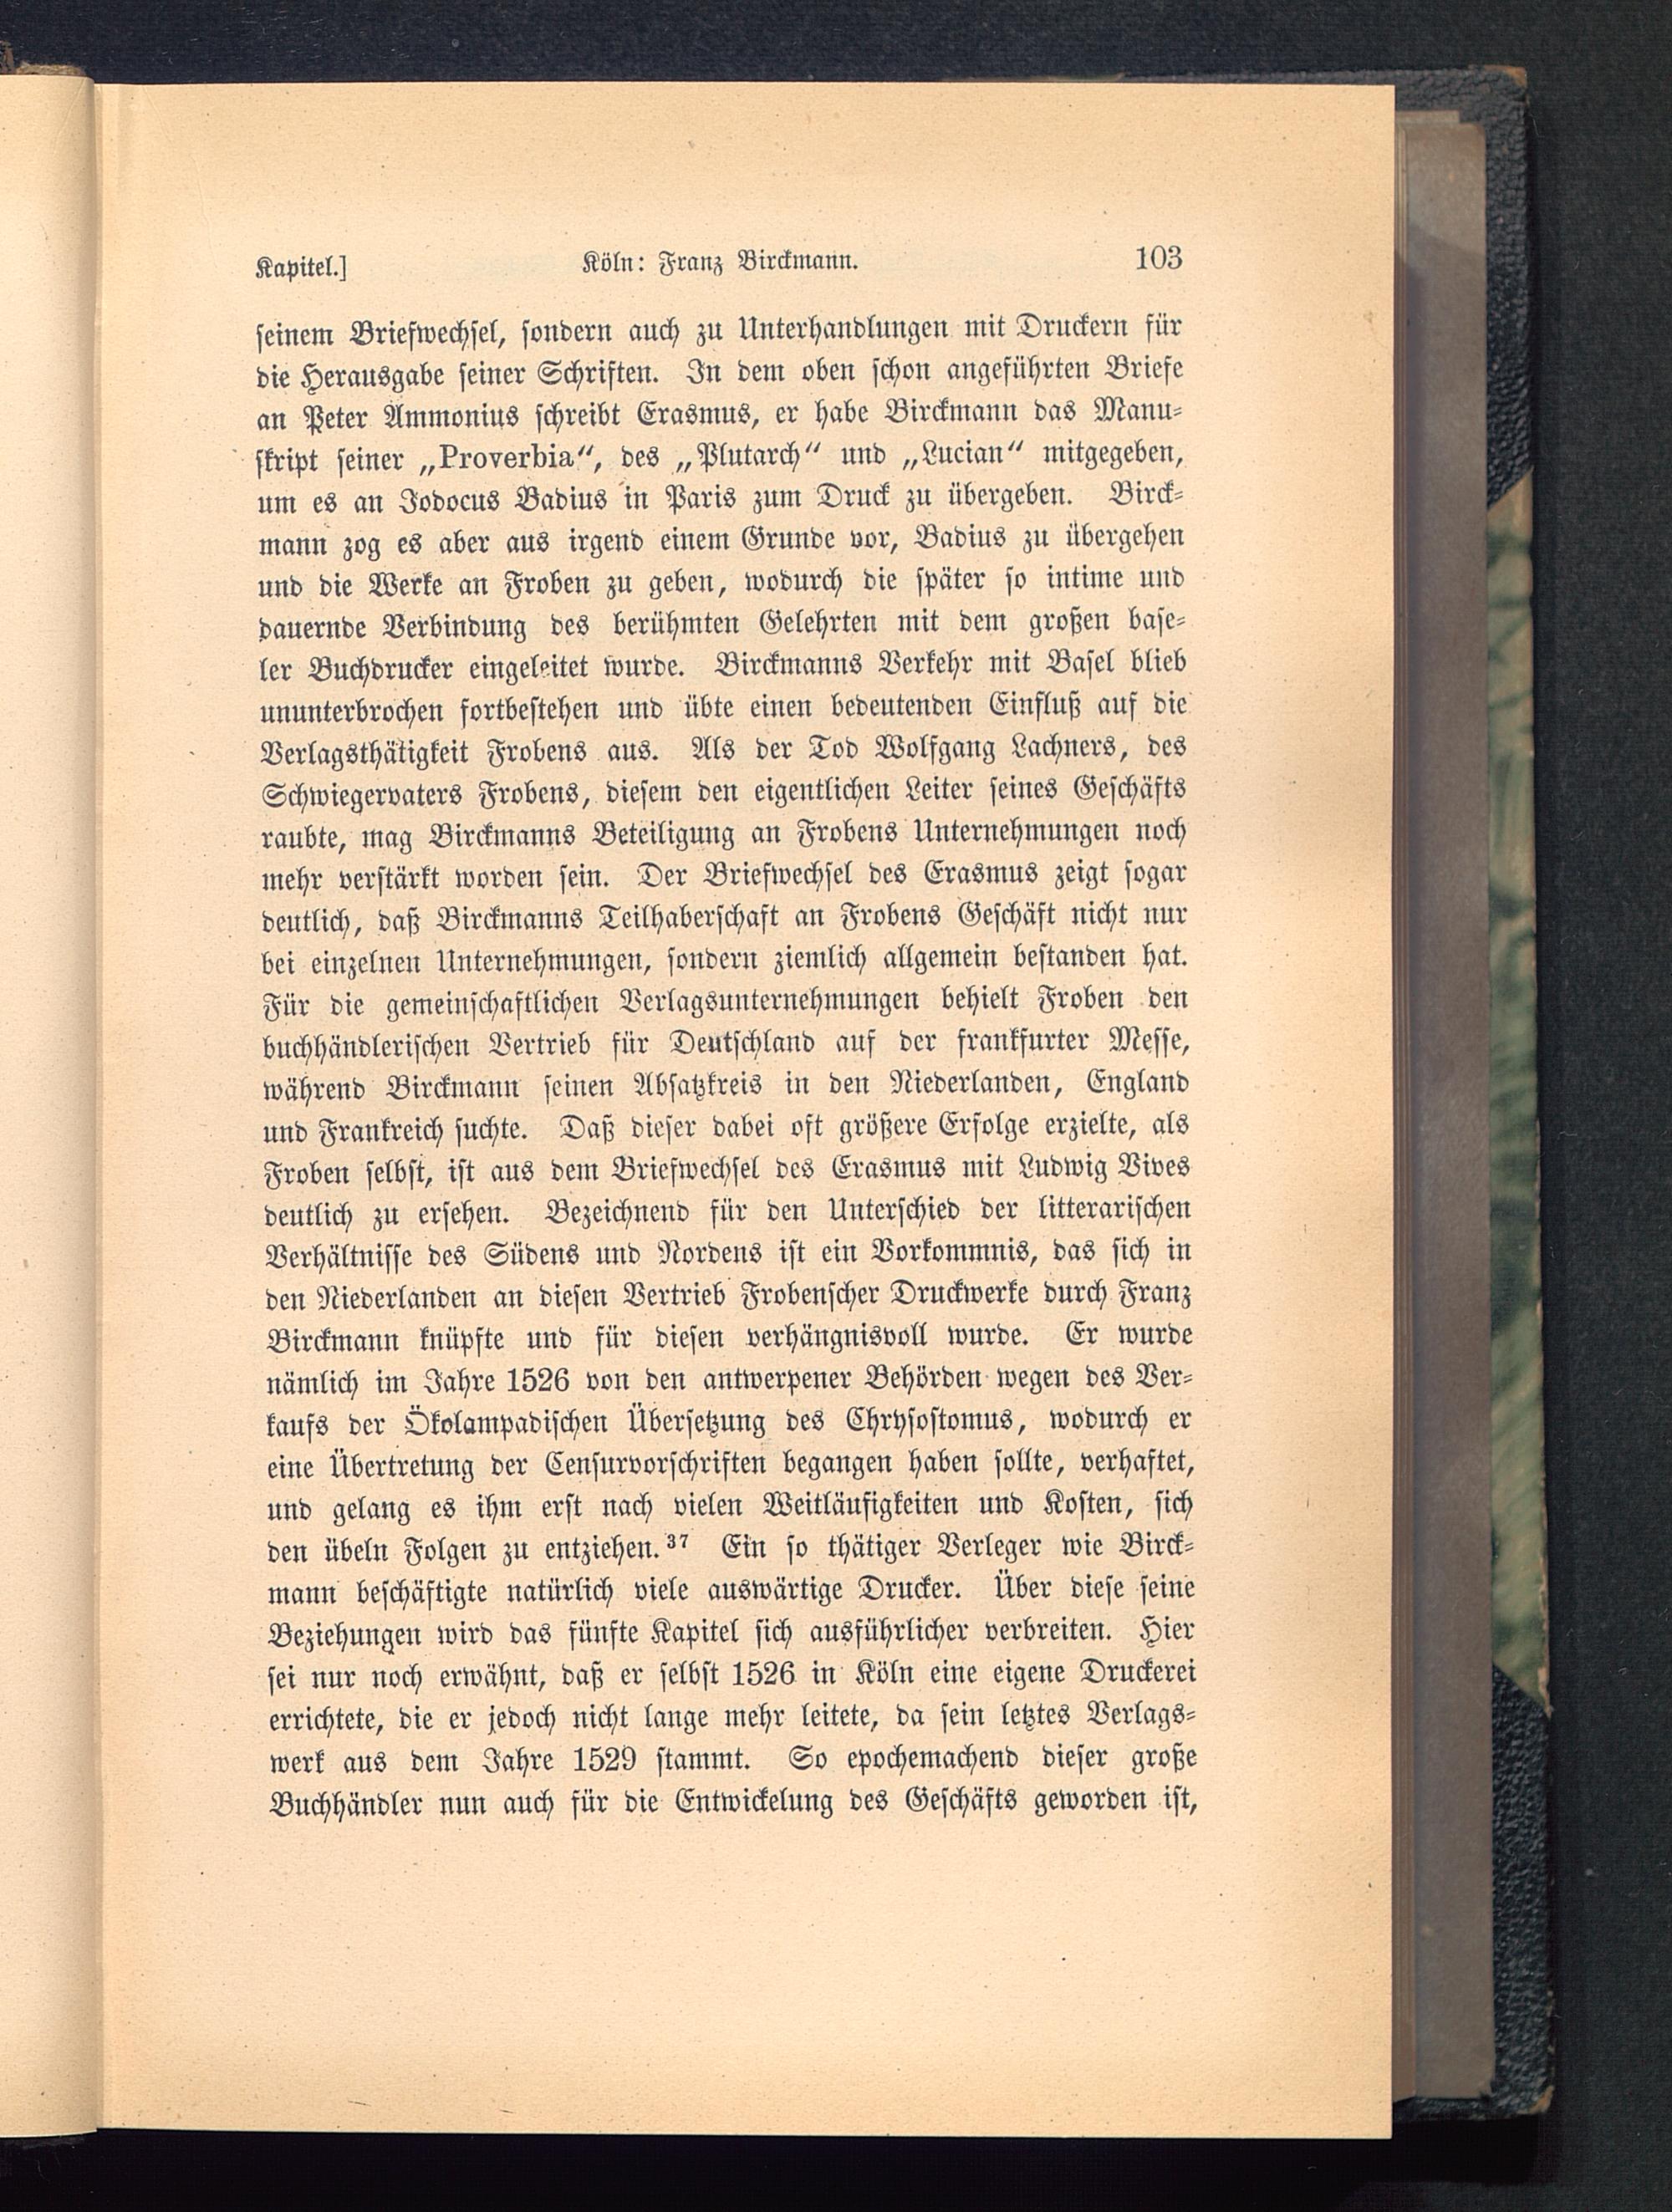 Kapitel.] Köln: Franz Birckmann. 103
seinem Briefwechsel, sondern auch zu Unterhandlungen mit Druckern für
die Herausgabe seiner Schriften. In dem oben schon angeführten Briefe
an Peter Ammonius schreibt Erasmus, er habe Birckmann das Manu-
skript seiner „Proverbia“, des „Plutarch“ und „Lucian“ mitgegeben,
um es an Jodocus Badius in Paris zum Druck zu übergeben. Birck-
mann zog es aber aus irgend einem Grunde vor, Badius zu übergehen
und die Werke an Froben zu geben, wodurch die später so intime und
dauernde Verbindung des berühmten Gelehrten mit dem großen base-
ler Buchdrucker eingeleitet wurde. Birckmanns Verkehr mit Basel blieb
ununterbrochen fortbestehen und übte einen bedeutenden Einfluß auf die
Verlagsthätigkeit Frobens aus. Als der Tod Wolfgang Lachners, des
Schwiegervaters Frobens, diesem den eigentlichen Leiter seines Geschäfts
raubte, mag Birckmanns Beteiligung an Frobens Unternehmungen noch
mehr verstärkt worden sein. Der Briefwechsel des Erasmus zeigt sogar
deutlich, daß Birckmanns Teilhaberschaft an Frobens Geschäft nicht nur
bei einzelnen Unternehmungen, sondern ziemlich allgemein bestanden hat.
Für die gemeinschaftlichen Verlagsunternehmungen behielt Froben den
buchhändlerischen Vertrieb für Deutschland auf der frankfurter Messe,
während Birckmann seinen Absatzkreis in den Niederlanden, England
und Frankreich suchte. Daß dieser dabei oft größere Erfolge erzielte, als
Froben selbst, ist aus dem Briefwechsel des Erasmus mit Ludwig Vives
deutlich zu ersehen. Bezeichnend für den Unterschied der litterarischen
Verhältnisse des Südens und Nordens ist ein Vorkommnis, das sich in
den Niederlanden an diesen Vertrieb Frobenscher Druckwerke durch Franz
Birckmann knüpfte und für diesen verhängnisvoll wurde. Er wurde
nämlich im Jahre 1526 von den antwerpener Behörden wegen des Ver-
kaufs der Ökolampadischen Übersetzung des Chrysostomus, wodurch er
eine Übertretung der Censurvorschriften begangen haben sollte, verhaftet,
und gelang es ihm erst nach vielen Weitläufigkeiten und Kosten, sich
den übeln Folgen zu entziehen.³⁷ Ein so thätiger Verleger wie Birck-
mann beschäftigte natürlich viele auswärtige Drucker. Über diese seine
Beziehungen wird das fünfte Kapitel sich ausführlicher verbreiten. Hier
sei nur noch erwähnt, daß er selbst 1526 in Köln eine eigene Druckerei
errichtete, die er jedoch nicht lange mehr leitete, da sein letztes Verlags-
werk aus dem Jahre 1529 stammt. So epochemachend dieser große
Buchhändler nun auch für die Entwickelung des Geschäfts geworden ist,